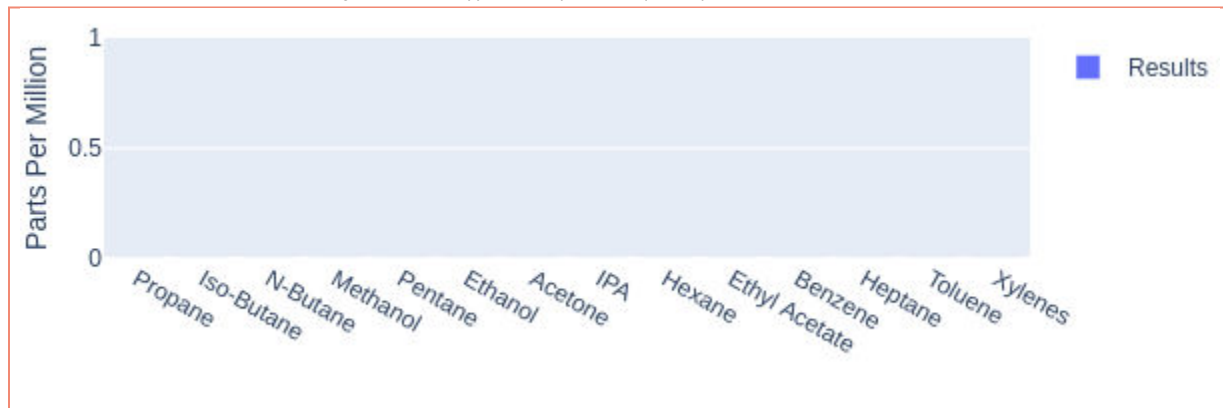 1
Results
Parts Per Million
0.5
0
Propane
Iso-Butane
N-Butane
Methanol
Pentane
Ethanol
Acetone
IPA
Hexane
Ethyl Acetate
Benzene
Heptane
Toluene
Xylenes